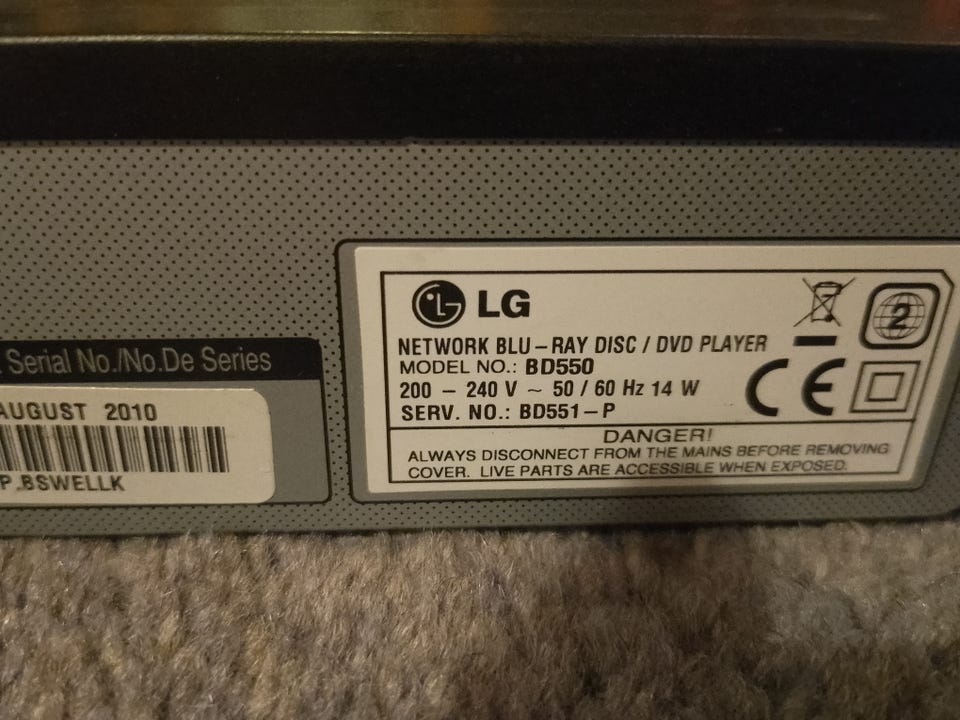 Serial No./No.De Series
AUGUST 2010
P.BSWELLK
LG
NETWORK BLU-RAY DISC / DVD PLAYER
MODEL NO.: BD550
200 - 240 V ~ 50 / 60 Hz 14 W
SERV. NO.: BD551-P
2
CE
DANGER!
ALWAYS DISCONNECT FROM THE MAINS BEFORE REMOVING
COVER. LIVE PARTS ARE ACCESSIBLE WHEN EXPOSED.